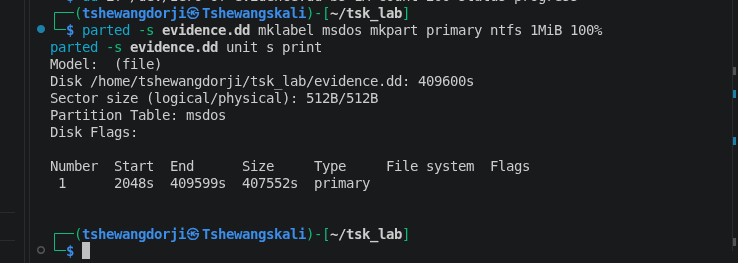 ┌──(tshewangdorji㉿Tshewangskali)-[~/tsk_lab]
└─$ parted -s evidence.dd mklabel msdos mkpart primary ntfs 1MiB 100%
parted -s evidence.dd unit s print
Model:  (file)
Disk /home/tshewangdorji/tsk_lab/evidence.dd: 409600s
Sector size (logical/physical): 512B/512B
Partition Table: msdos
Disk Flags:
Number  Start  End      Size     Type     File system  Flags
 1      2048s  409599s  407552s  primary
┌──(tshewangdorji㉿Tshewangskali)-[~/tsk_lab]
└─$